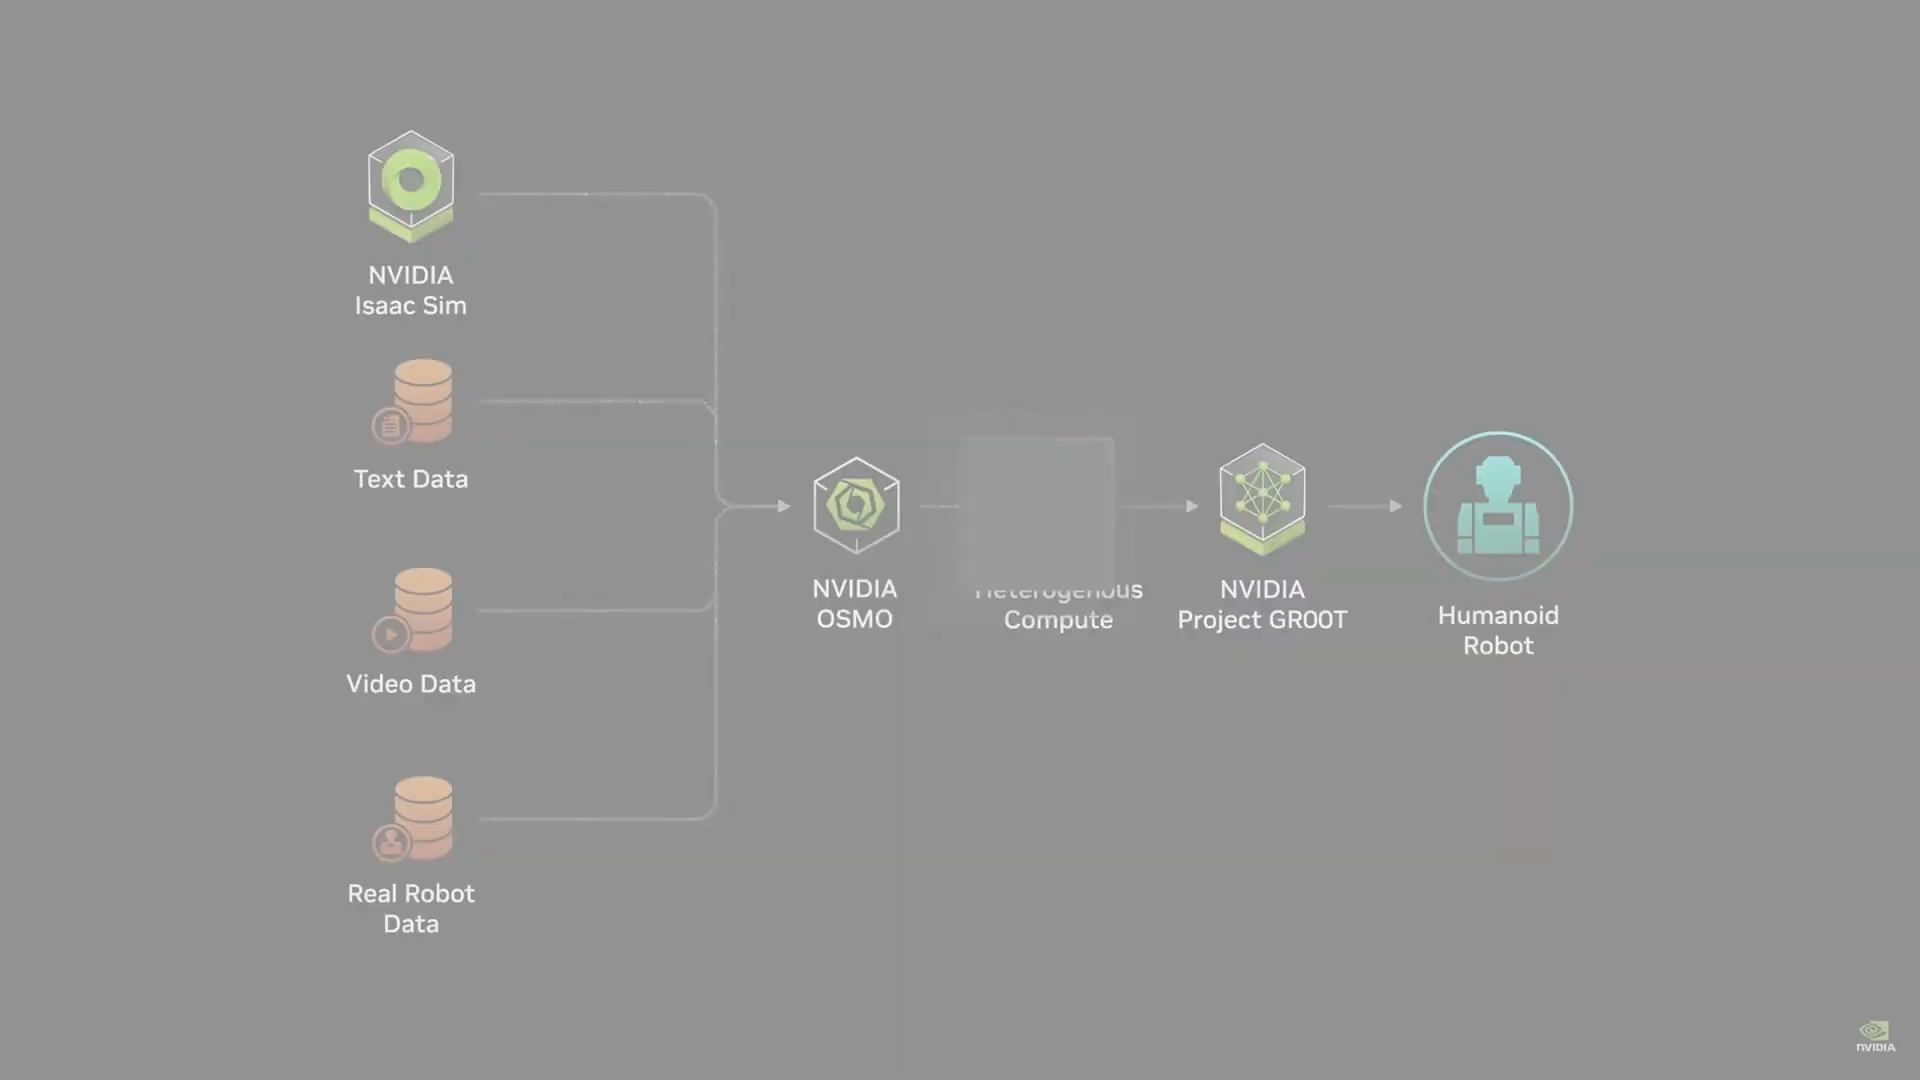 NVIDIA
Isaac Sim
Text Data
Video Data
Real Robot
Data
NVIDIA
OSMO
Heterogenous
Compute
NVIDIA
Project GR00T
Humanoid
Robot
NVIDIA